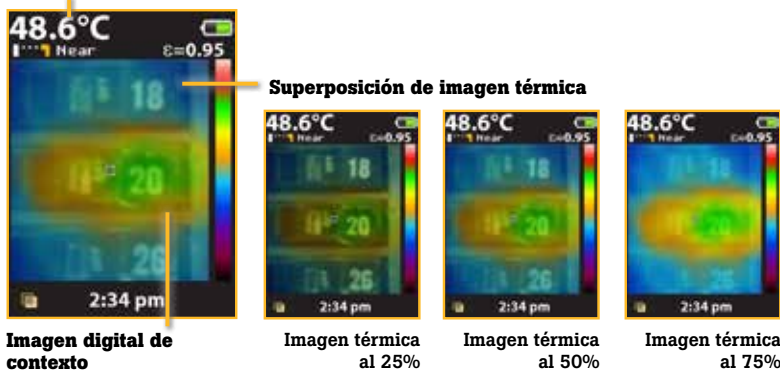 48.6°C
Near ε=0.95
18
20
26
2:34 pm
Superposición de imagen térmica
Imagen digital de
contexto
48.6°C
Near ε=0.95
18
20
26
2:34 pm
Imagen térmica
al 25%
48.6°C
Near ε=0.95
18
20
26
2:34 pm
Imagen térmica
al 50%
48.6°C
Near ε=0.95
18
20
2:34 pm
Imagen térmica
al 75%